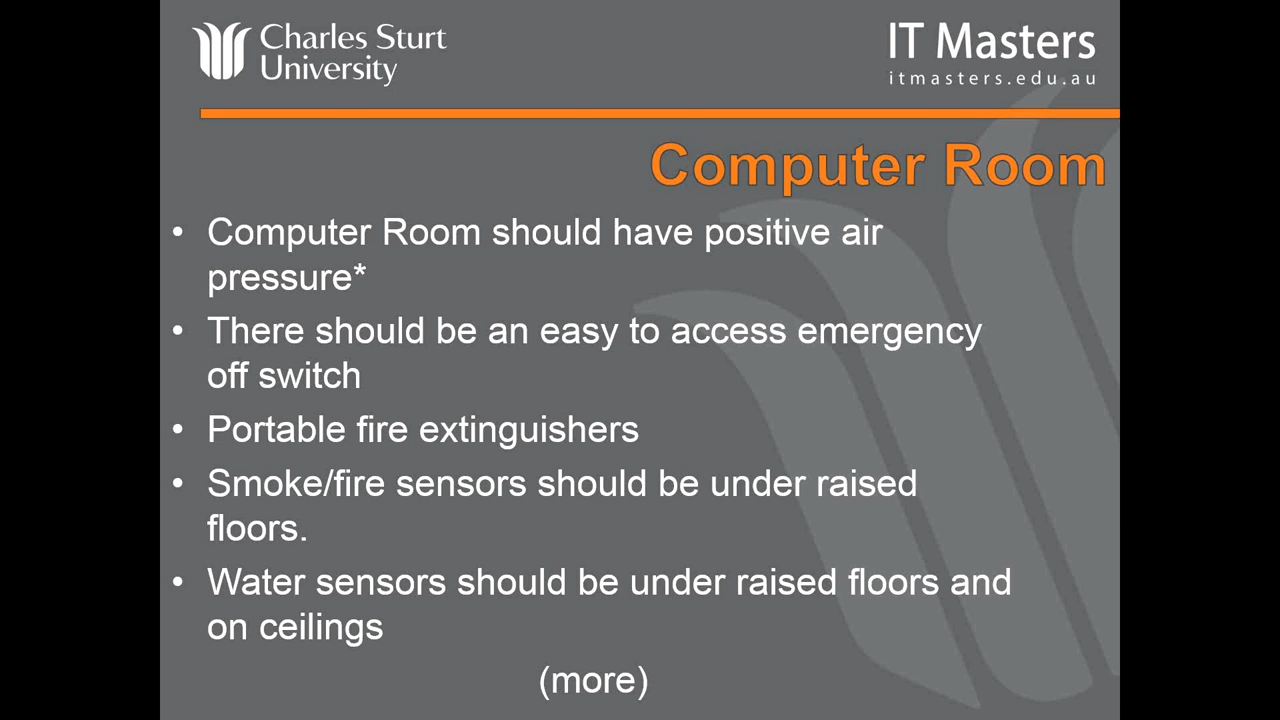 Charles Sturt
University
IT Masters
itmasters.edu.au
Computer Room
• Computer Room should have positive air
pressure*
• There should be an easy to access emergency
off switch
• Portable fire extinguishers
• Smoke/fire sensors should be under raised
floors.
• Water sensors should be under raised floors and
on ceilings
(more)